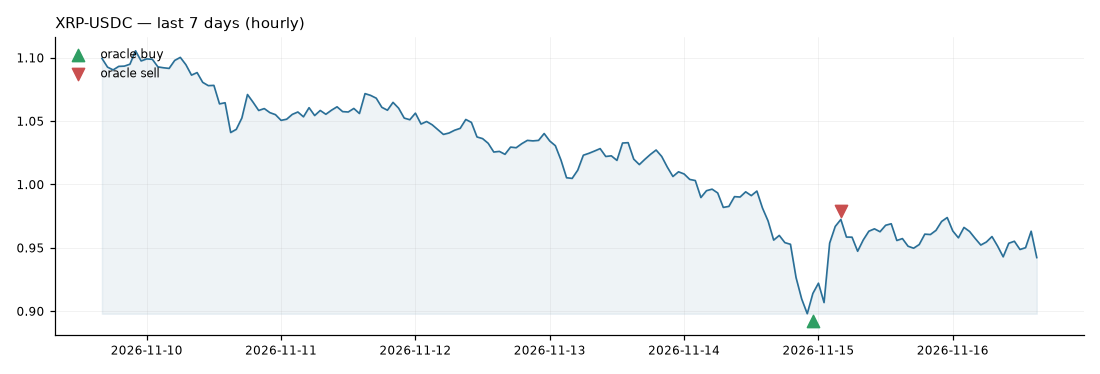 XRP-USDC — last 7 days (hourly)
oracle buy
oracle sell
1.10
1.05
1.00
0.95
0.90
2026-11-10 2026-11-11 2026-11-12 2026-11-13 2026-11-14 2026-11-15 2026-11-16